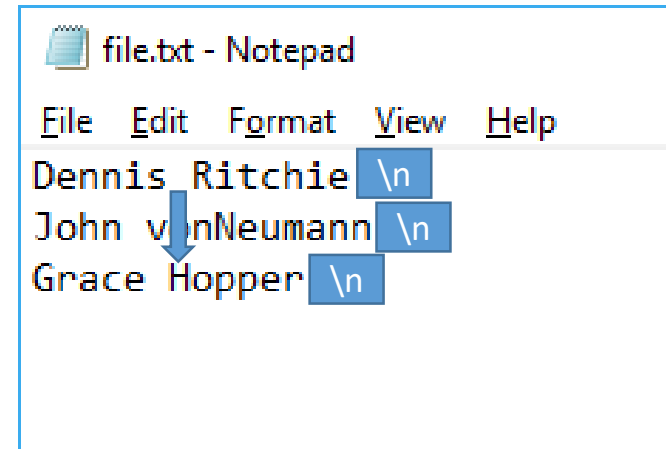 file.txt - Notepad
File Edit Format View Help
Dennis Ritchie \n
John vonNeumann \n
Grace Hopper \n